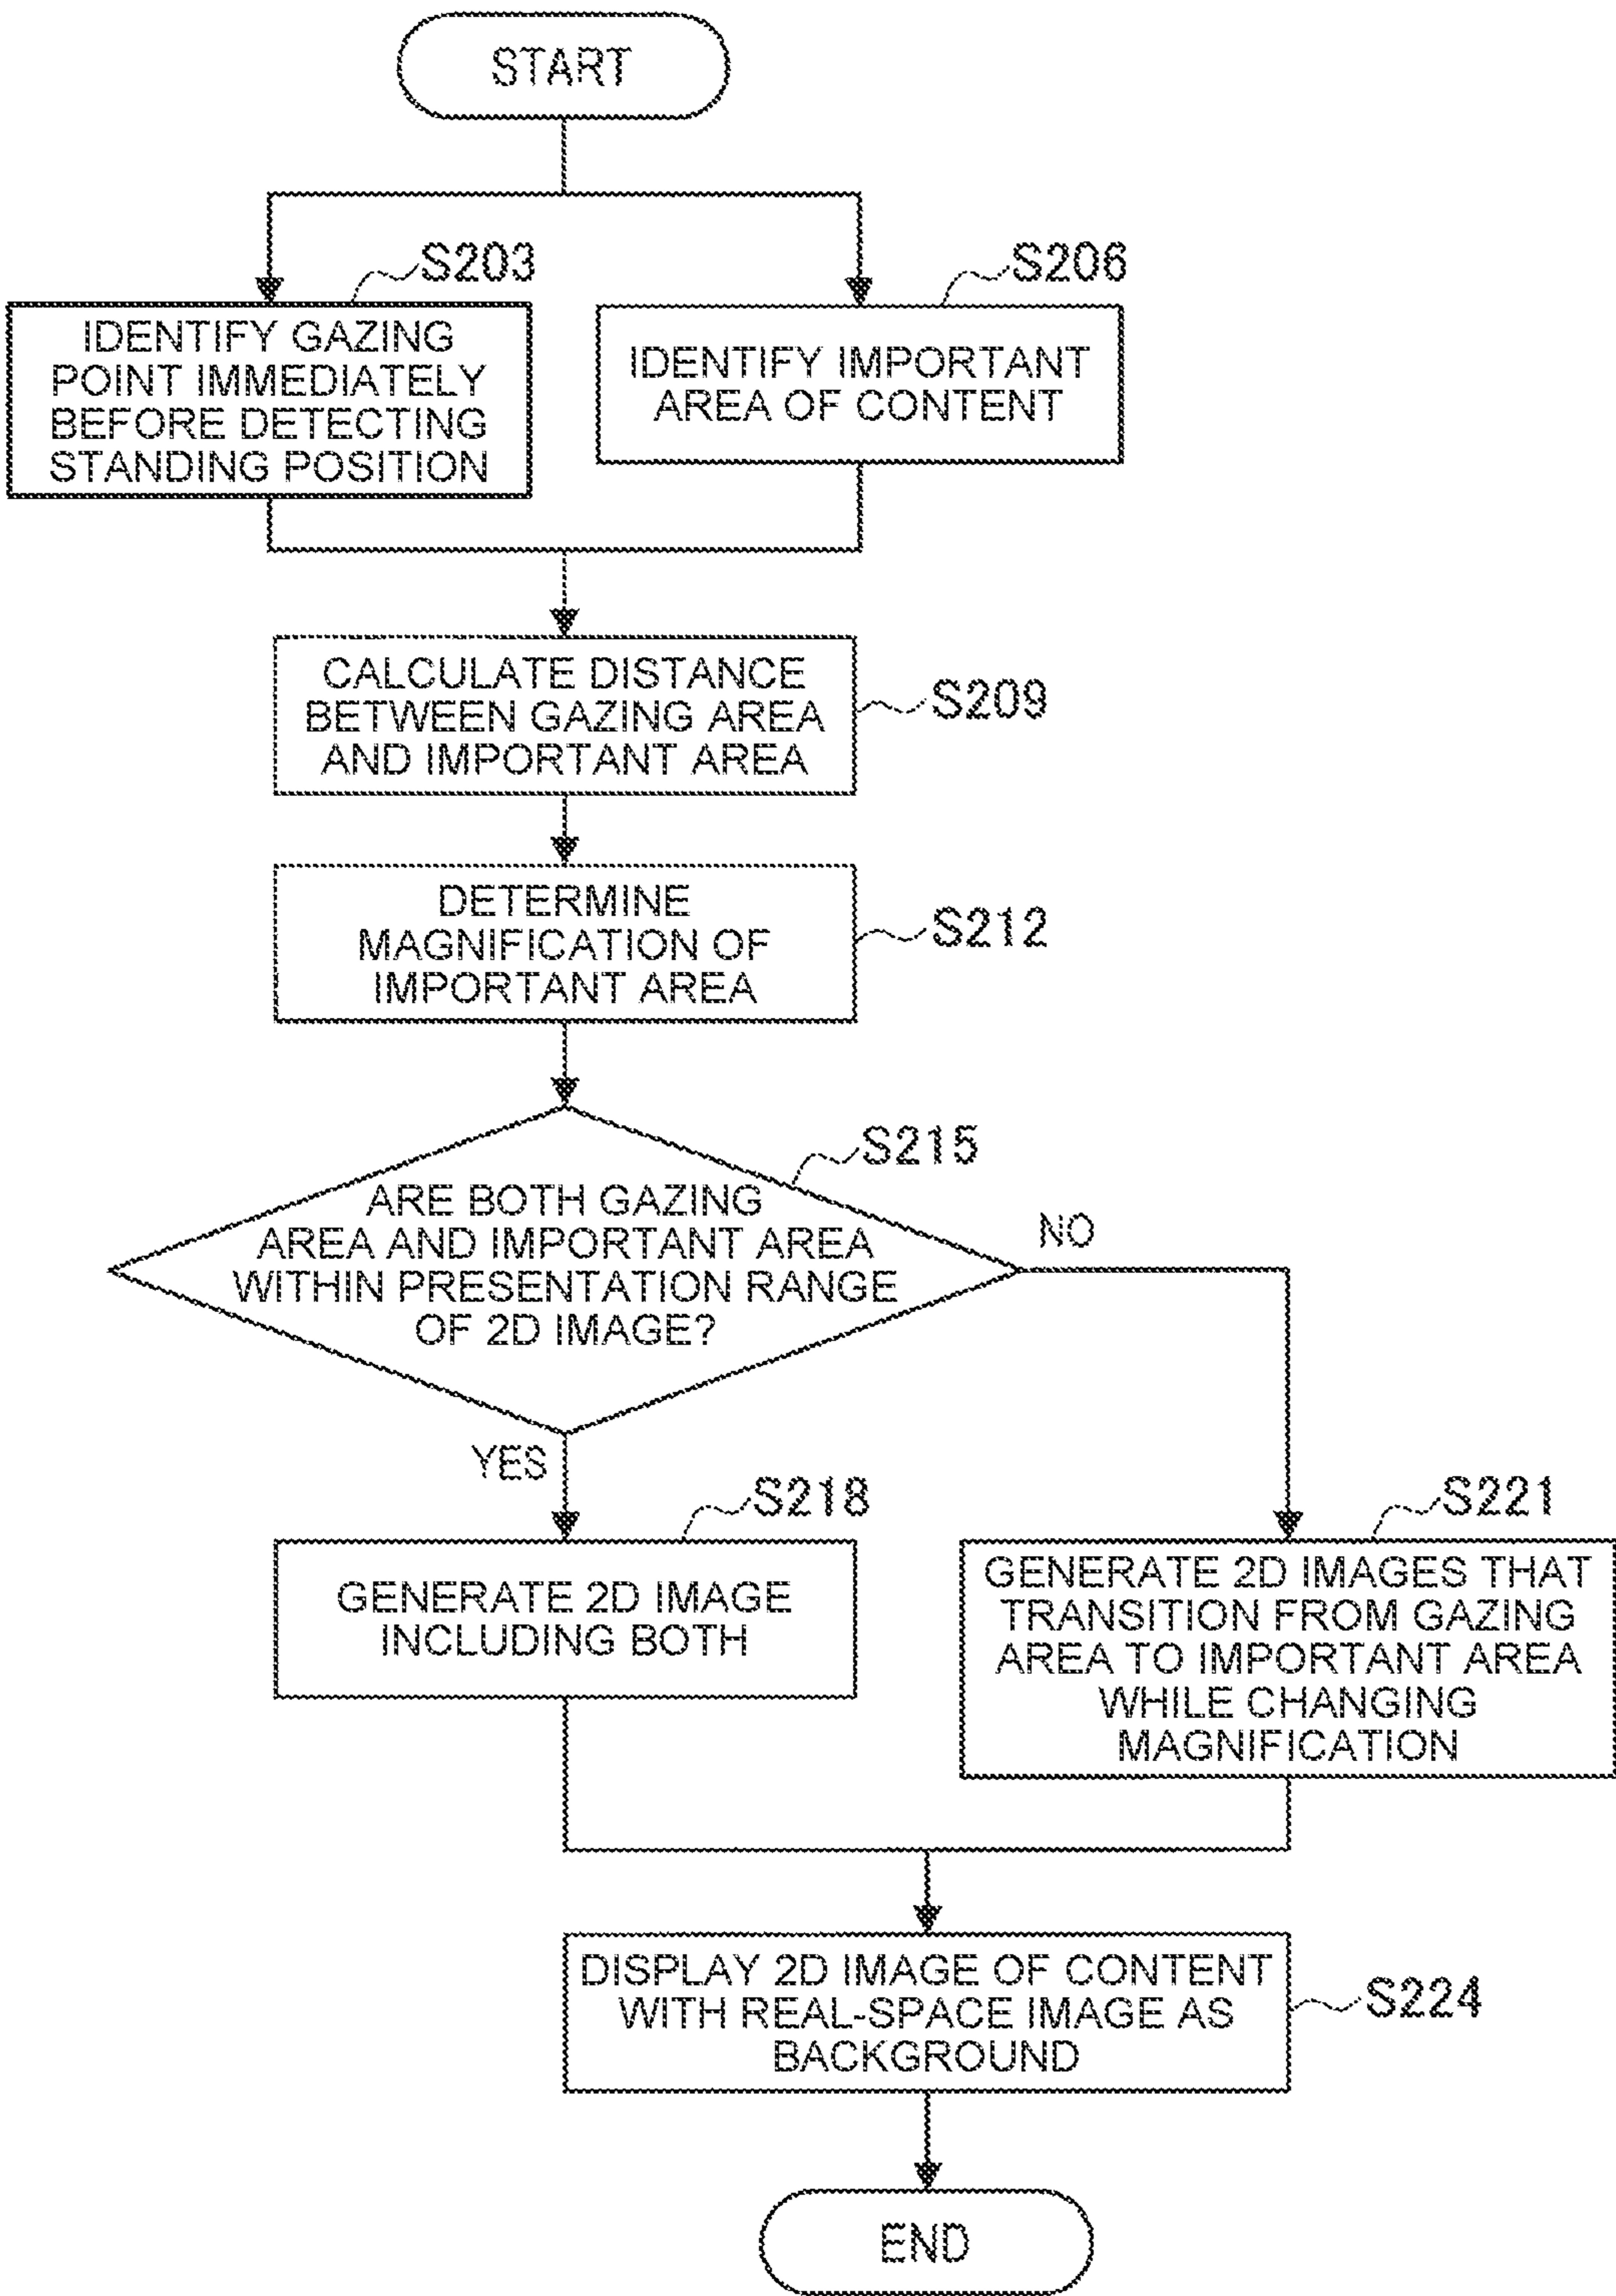 START
S203
S206
IDENTIFY GAZING
POINT IMMEDIATELY
BEFORE DETECTING
STANDING POSITION
IDENTIFY IMPORTANT
AREA OF CONTENT
CALCULATE DISTANCE
BETWEEN GAZING AREA
AND IMPORTANT AREA
S209
DETERMINE
MAGNIFICATION OF
IMPORTANT AREA
S212
S215
ARE BOTH GAZING
AREA AND IMPORTANT AREA
WITHIN PRESENTATION RANGE
OF 2D IMAGE?
NO
YES
S218
GENERATE 2D IMAGE
INCLUDING BOTH
S221
GENERATE 2D IMAGES THAT
TRANSITION FROM GAZING
AREA TO IMPORTANT AREA
WHILE CHANGING
MAGNIFICATION
DISPLAY 2D IMAGE OF CONTENT
WITH REAL-SPACE IMAGE AS
BACKGROUND
S224
END